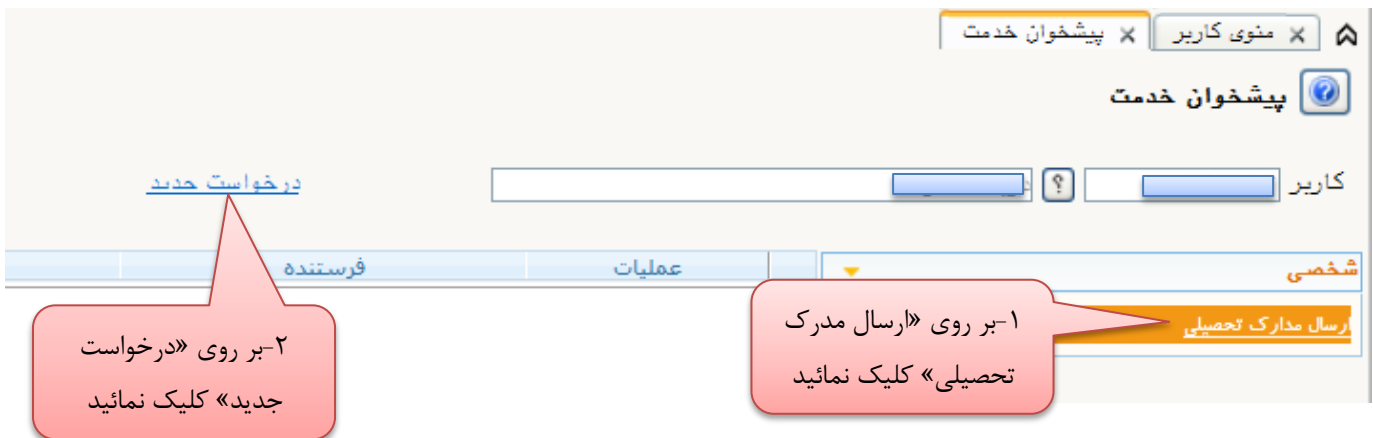 منوی کاربر پیشخوان خدمت
پیشخوان خدمت
کاربر
درخواست جدید
عملیات فرستنده
شخصی
ارسال مدارک تحصیلی
۱-بر روی «ارسال مدرک
تحصیلی» کلیک نمائید
۲-بر روی «درخواست
جدید» کلیک نمائید